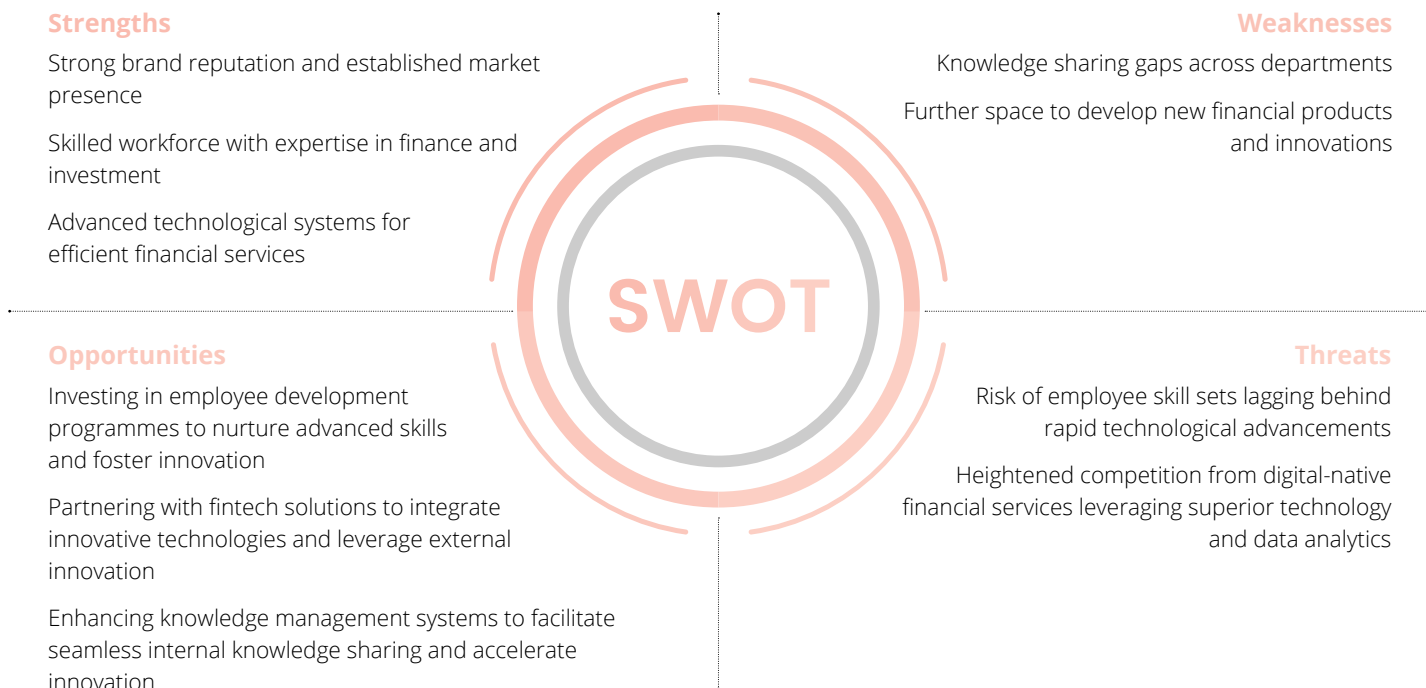 Strengths
Strong brand reputation and established market
presence
Skilled workforce with expertise in finance and
investment
Advanced technological systems for
efficient financial services
Weaknesses
Knowledge sharing gaps across departments
Further space to develop new financial products
and innovations
SWOT
Opportunities
Investing in employee development
programmes to nurture advanced skills
and foster innovation
Partnering with fintech solutions to integrate
innovative technologies and leverage external
innovation
Enhancing knowledge management systems to facilitate
seamless internal knowledge sharing and accelerate
innovation
Threats
Risk of employee skill sets lagging behind
rapid technological advancements
Heightened competition from digital-native
financial services leveraging superior technology
and data analytics